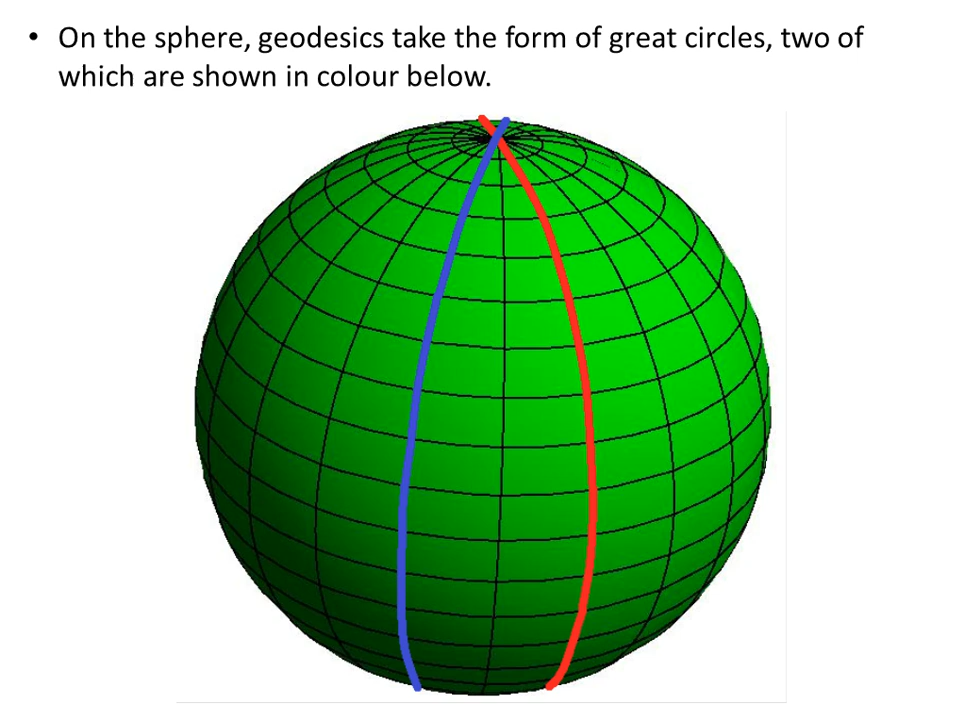 • On the sphere, geodesics take the form of great circles, two of
which are shown in colour below.